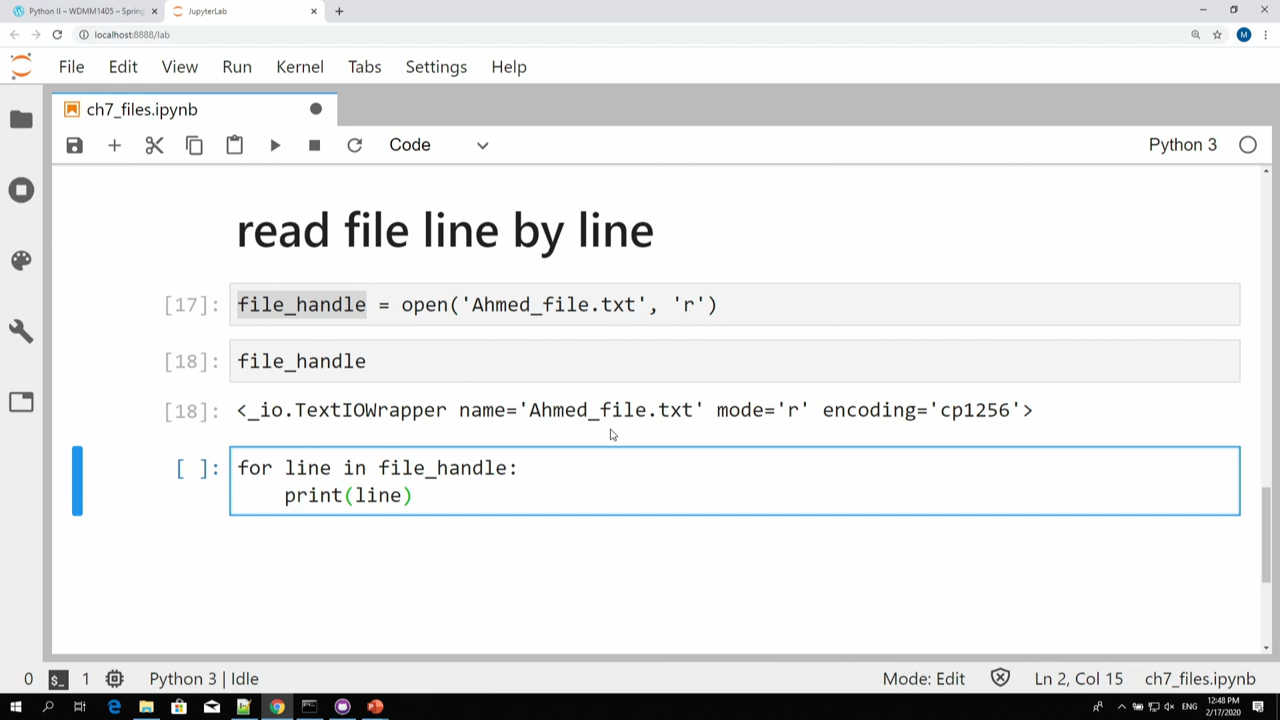 Python II – WDMM1405 – Spring
JupyterLab
localhost:8888/lab
M
File Edit View Run Kernel Tabs Settings Help
ch7_files.ipynb
Code
Python 3
read file line by line
[17]: file_handle = open('Ahmed_file.txt', 'r')
[18]: file_handle
[18]: <_io.TextIOWrapper name='Ahmed_file.txt' mode='r' encoding='cp1256'>
[ ]: for line in file_handle:
    print(line)
0 $_ 1 Python 3 | Idle Mode: Edit Ln 2, Col 15 ch7_files.ipynb
ENG
12:48 PM
2/17/2020